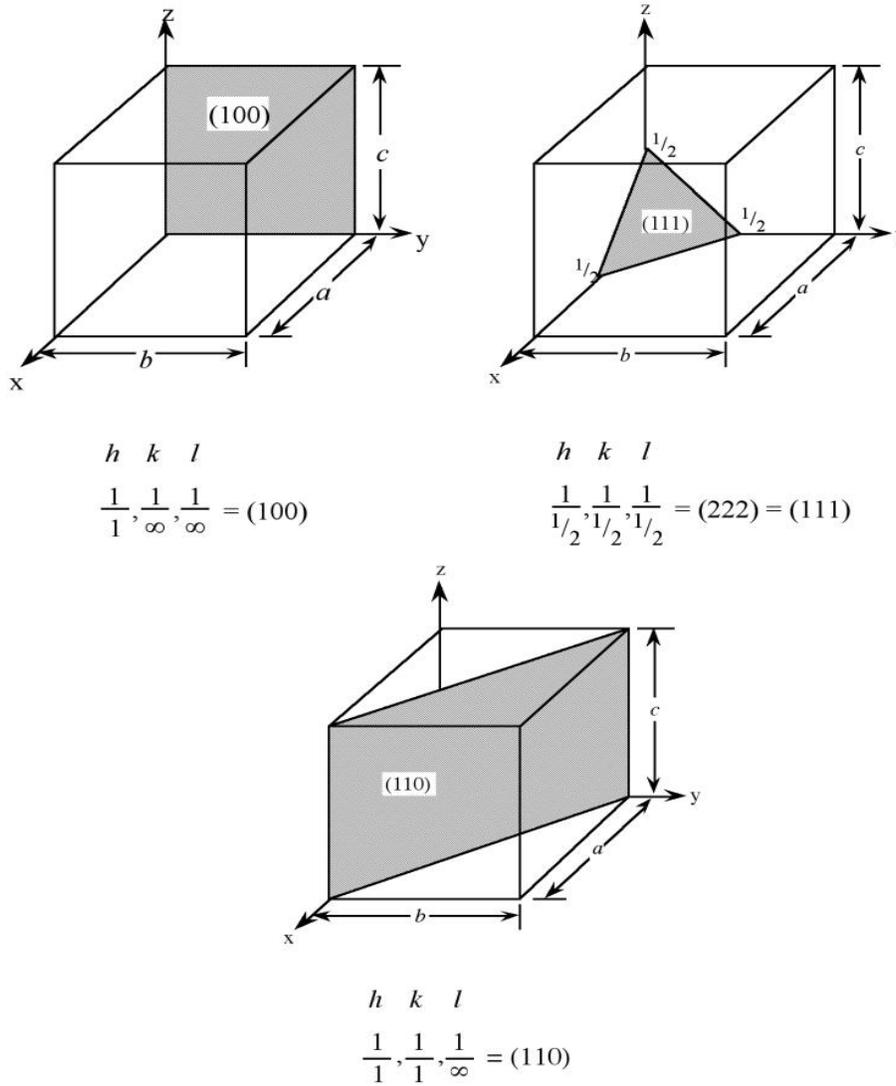 z z
(100)
c c
1/2
(111) 1/2
y
1/2
a a
b b
x x
h k l h k l
1/1, 1/∞, 1/∞ = (100) 1/(1/2), 1/(1/2), 1/(1/2) = (222) = (111)
z
c
(110)
y
a
b
x
h k l
1/1, 1/1, 1/∞ = (110)